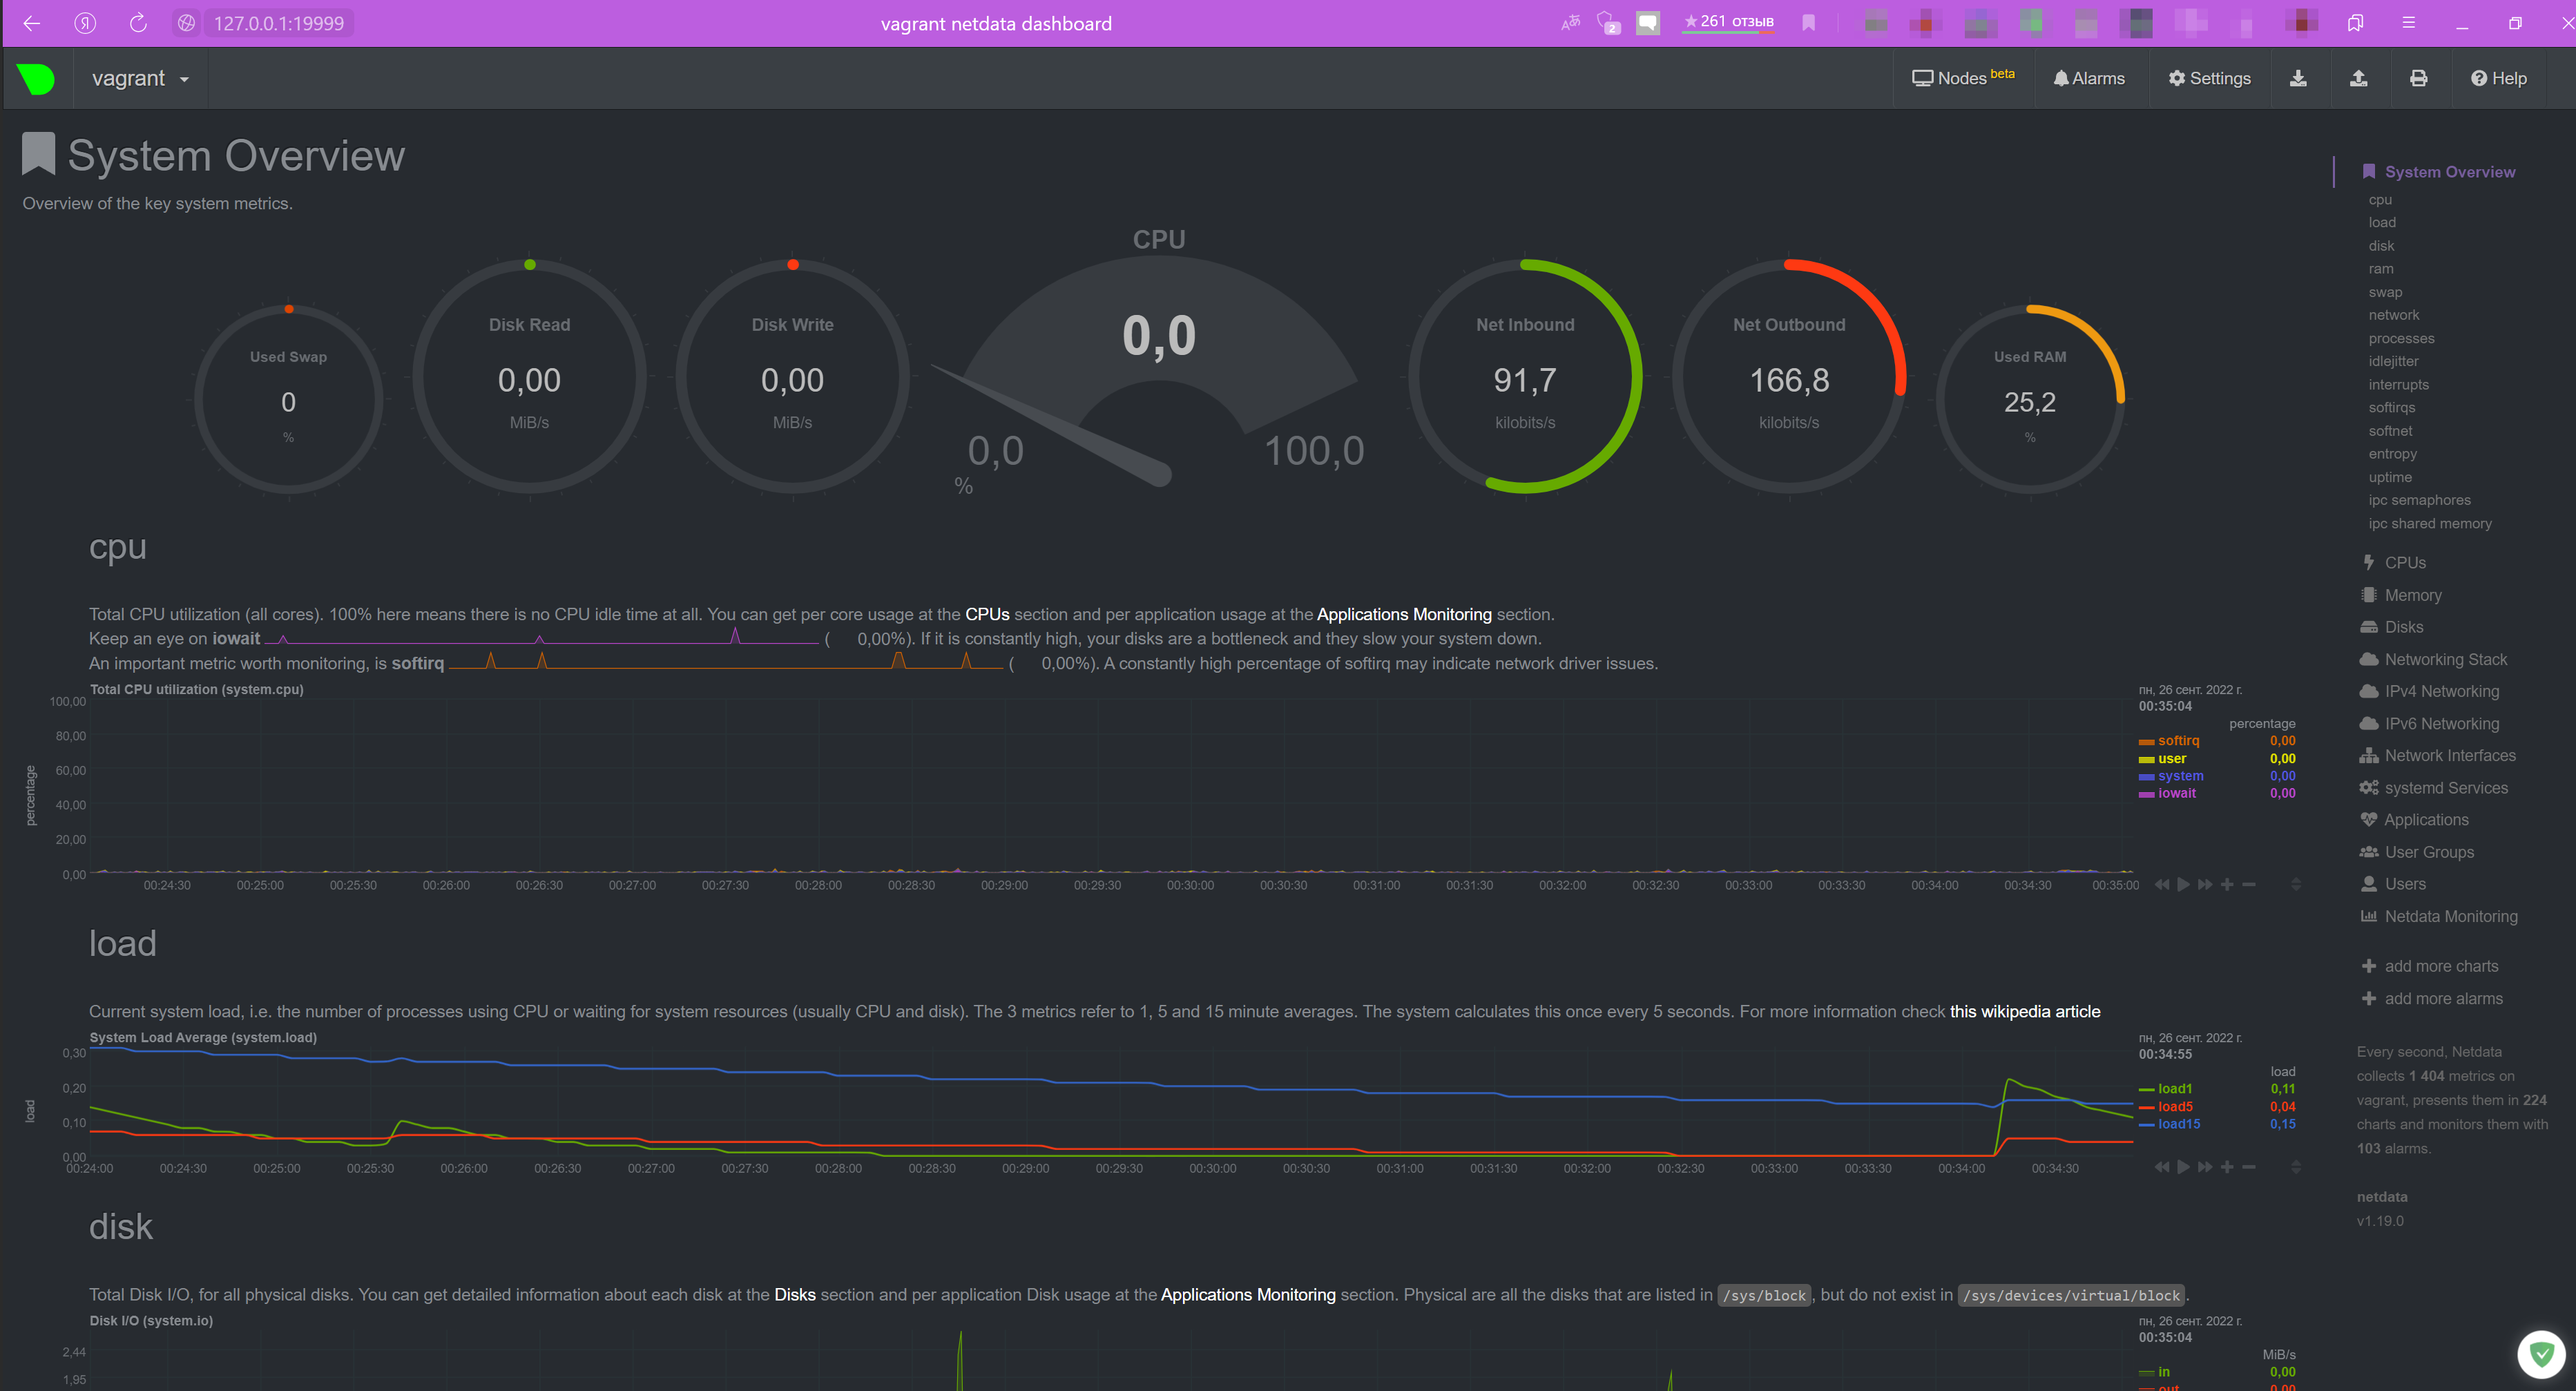 Я 127.0.0.1:19999 vagrant netdata dashboard 2 ★ 261 отзыв
vagrant Nodes beta Alarms Settings Help
System Overview
Overview of the key system metrics.
Used Swap
0
%
Disk Read
0,00
MiB/s
Disk Write
0,00
MiB/s
CPU
0,0
0,0
100,0
%
Net Inbound
91,7
kilobits/s
Net Outbound
166,8
kilobits/s
Used RAM
25,2
%
cpu
Total CPU utilization (all cores). 100% here means there is no CPU idle time at all. You can get per core usage at the CPUs section and per application usage at the Applications Monitoring section.
Keep an eye on iowait ( 0,00%). If it is constantly high, your disks are a bottleneck and they slow your system down.
An important metric worth monitoring, is softirq ( 0,00%). A constantly high percentage of softirq may indicate network driver issues.
Total CPU utilization (system.cpu)
percentage
100,00
80,00
60,00
40,00
20,00
0,00
00:24:30 00:25:00 00:25:30 00:26:00 00:26:30 00:27:00 00:27:30 00:28:00 00:28:30 00:29:00 00:29:30 00:30:00 00:30:30 00:31:00 00:31:30 00:32:00 00:32:30 00:33:00 00:33:30 00:34:00 00:34:30 00:35:00
пн, 26 сент. 2022 г.
00:35:04
percentage
softirq 0,00
user 0,00
system 0,00
iowait 0,00
load
Current system load, i.e. the number of processes using CPU or waiting for system resources (usually CPU and disk). The 3 metrics refer to 1, 5 and 15 minute averages. The system calculates this once every 5 seconds. For more information check this wikipedia article
System Load Average (system.load)
load
0,30
0,20
0,10
0,00
00:24:00 00:24:30 00:25:00 00:25:30 00:26:00 00:26:30 00:27:00 00:27:30 00:28:00 00:28:30 00:29:00 00:29:30 00:30:00 00:30:30 00:31:00 00:31:30 00:32:00 00:32:30 00:33:00 00:33:30 00:34:00 00:34:30
пн, 26 сент. 2022 г.
00:34:55
load
load1 0,11
load5 0,04
load15 0,15
disk
Total Disk I/O, for all physical disks. You can get detailed information about each disk at the Disks section and per application Disk usage at the Applications Monitoring section. Physical are all the disks that are listed in /sys/block, but do not exist in /sys/devices/virtual/block.
Disk I/O (system.io)
2,44
1,95
пн, 26 сент. 2022 г.
00:35:04
MiB/s
in 0,00
out 0,00
System Overview
cpu
load
disk
ram
swap
network
processes
idlejitter
interrupts
softirqs
softnet
entropy
uptime
ipc semaphores
ipc shared memory
CPUs
Memory
Disks
Networking Stack
IPv4 Networking
IPv6 Networking
Network Interfaces
systemd Services
Applications
User Groups
Users
Netdata Monitoring
add more charts
add more alarms
Every second, Netdata
collects 1 404 metrics on
vagrant, presents them in 224
charts and monitors them with
103 alarms.
netdata
v1.19.0